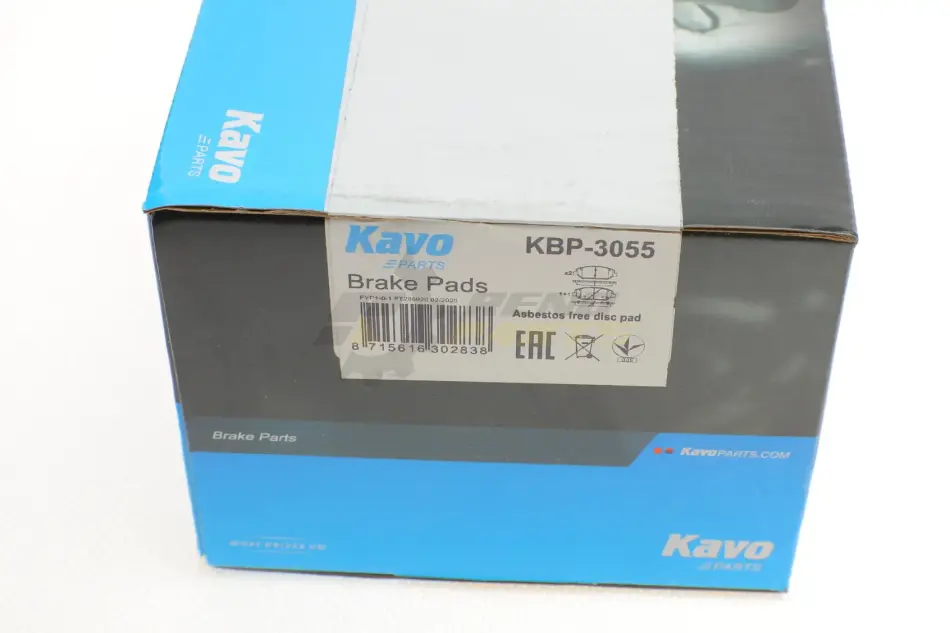 Kavo
PARTS
Kavo
PARTS
KBP-3055
Brake Pads
Asbestos free disc pad
8 715616 302838
EAC
Brake Parts
KavoPARTS.COM
Kavo
PARTS